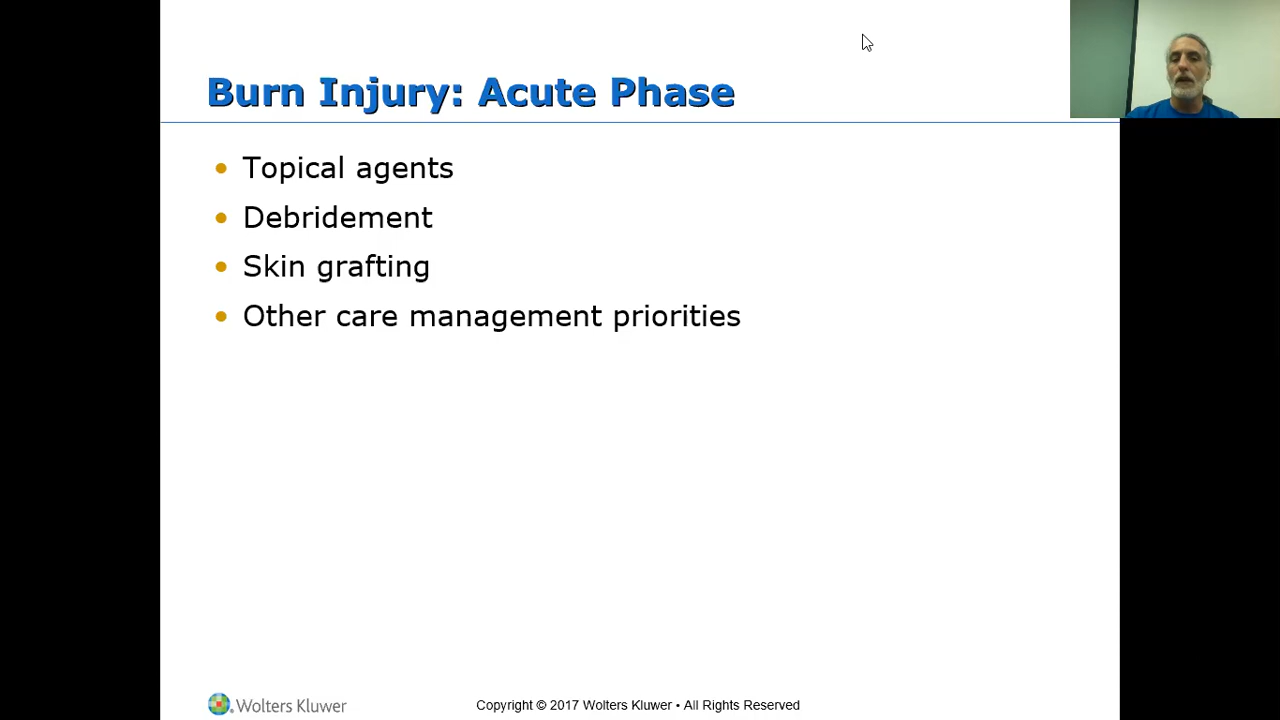 Burn Injury: Acute Phase
• Topical agents
• Debridement
• Skin grafting
• Other care management priorities
Wolters Kluwer
Copyright © 2017 Wolters Kluwer • All Rights Reserved